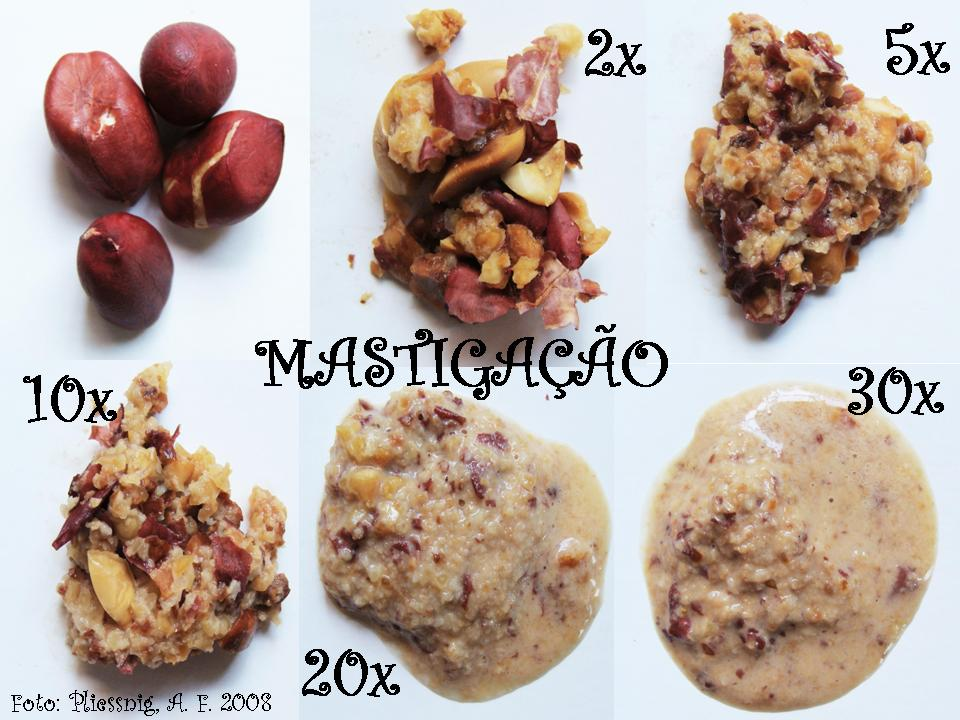 2x
5x
MASTIGAÇÃO
10x
30x
20x
Foto: Pliessnig, A. F. 2008